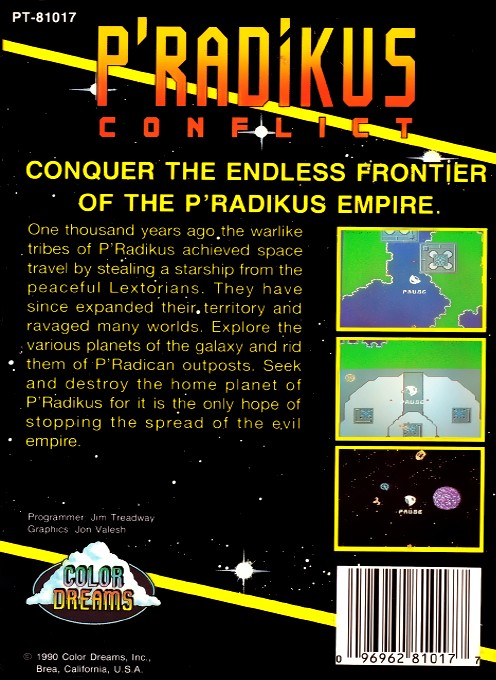 PT-81017
P'RADIKUS
CONFLICT
CONQUER THE ENDLESS FRONTIER
OF THE P'RADIKUS EMPIRE.
One thousand years ago the warlike
tribes of P'Radikus achieved space
travel by stealing a starship from the
peaceful Lextorians. They have
since expanded their territory and
ravaged many worlds. Explore the
various planets of the galaxy and rid
them of P'Radican outposts. Seek
and destroy the home planet of
P'Radikus for it is the only hope of
stopping the spread of the evil
empire.
PAUSE
PAUSE
PAUSE
Programmer: Jim Treadway
Graphics: Jon Valesh
COLOR
DREAMS
© 1990 Color Dreams, Inc.,
Brea, California, U.S.A.
0 96962 81017 7